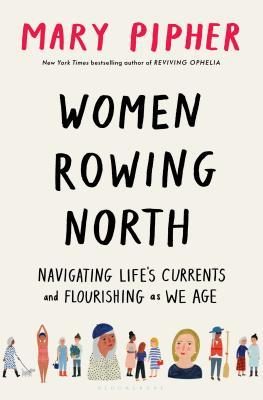 MARY PIPHER
New York Times bestselling author of REVIVING OPHELIA
WOMEN
ROWING
NORTH
NAVIGATING LIFE'S CURRENTS
and FLOURISHING as WE AGE
BLOOMSBURY